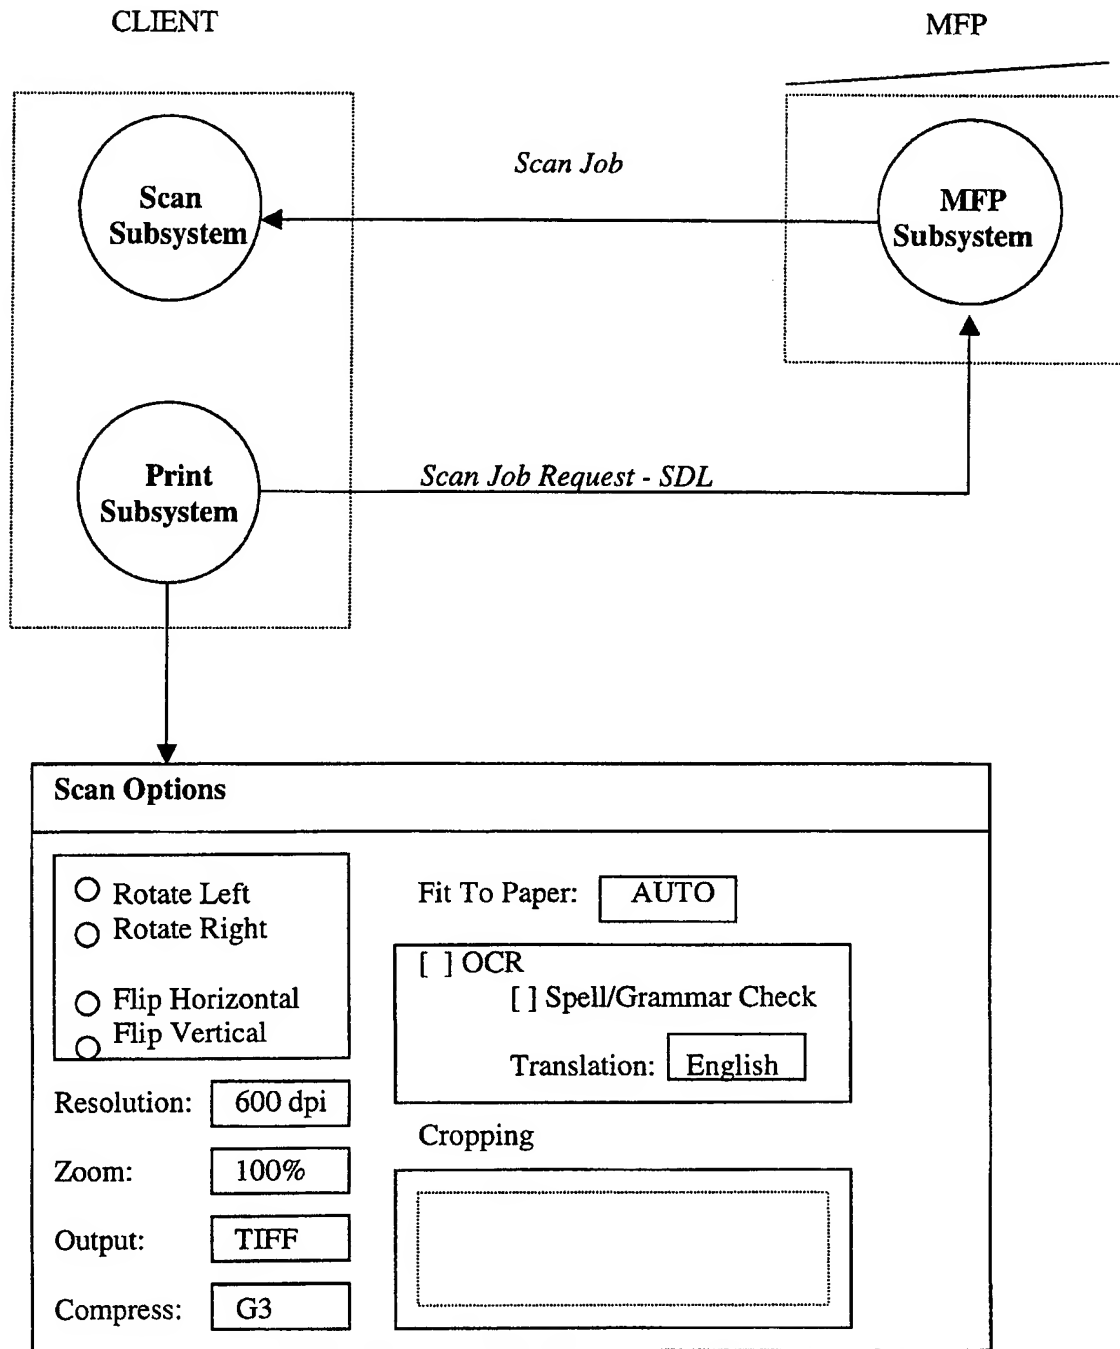 CLIENT
MFP
Scan Job
Scan
Subsystem
MFP
Subsystem
Print
Subsystem
Scan Job Request - SDL
Scan Options
Rotate Left
Rotate Right
Flip Horizontal
Flip Vertical
Fit To Paper: AUTO
[ ] OCR
[ ] Spell/Grammar Check
Translation: English
Resolution: 600 dpi
Zoom: 100%
Output: TIFF
Compress: G3
Cropping